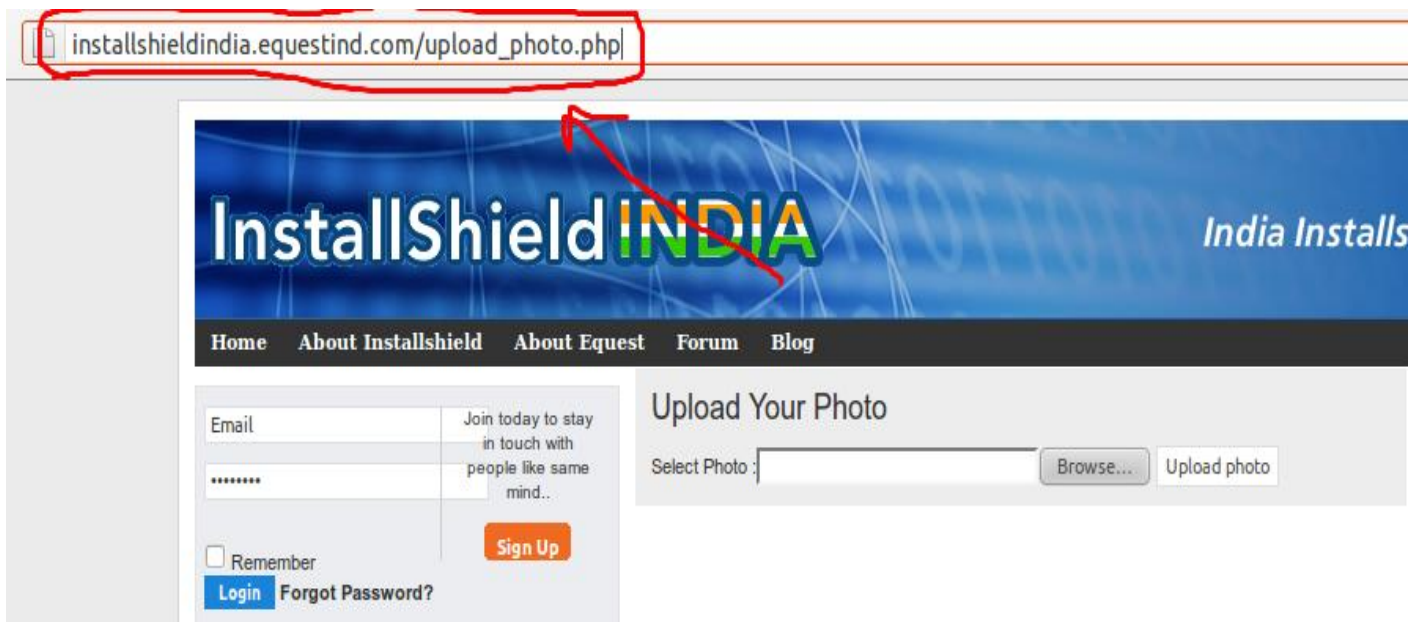 installshieldindia.equestind.com/upload_photo.php
InstallShield INDIA
India Installs
Home About Installshield About Equest Forum Blog
Email
••••••••
Remember
Login Forgot Password?
Join today to stay
in touch with
people like same
mind..
Sign Up
Upload Your Photo
Select Photo : Browse... Upload photo